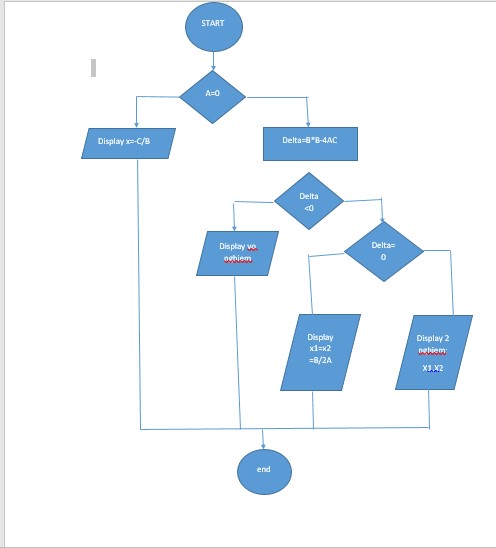 START
A=0
Display x=-C/B
Delta=B*B-4AC
Delta
<0
Display vo
nghiem
Delta=
0
Display
x1=x2
=B/2A
Display 2
nghiem:
X1,X2
end